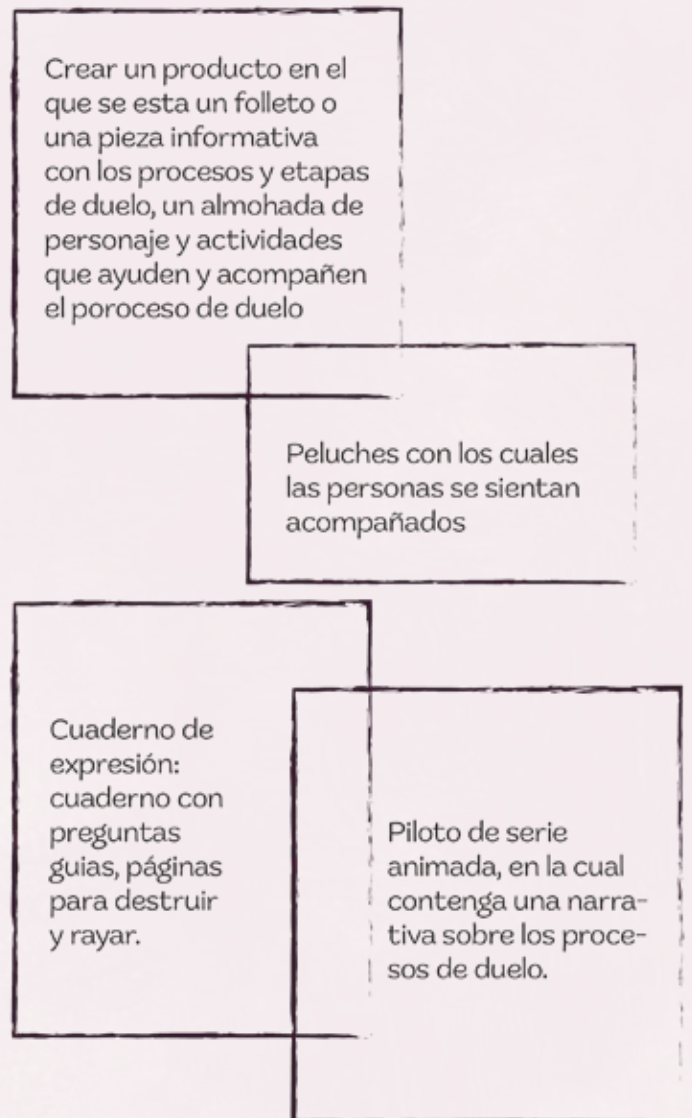 Crear un producto en el
que se esta un folleto o
una pieza informativa
con los procesos y etapas
de duelo, un almohada de
personaje y actividades
que ayuden y acompañen
el poroceso de duelo
Peluches con los cuales
las personas se sientan
acompañados
Cuaderno de
expresión:
cuaderno con
preguntas
guias, páginas
para destruir
y rayar.
Piloto de serie
animada, en la cual
contenga una narra-
tiva sobre los proce-
sos de duelo.